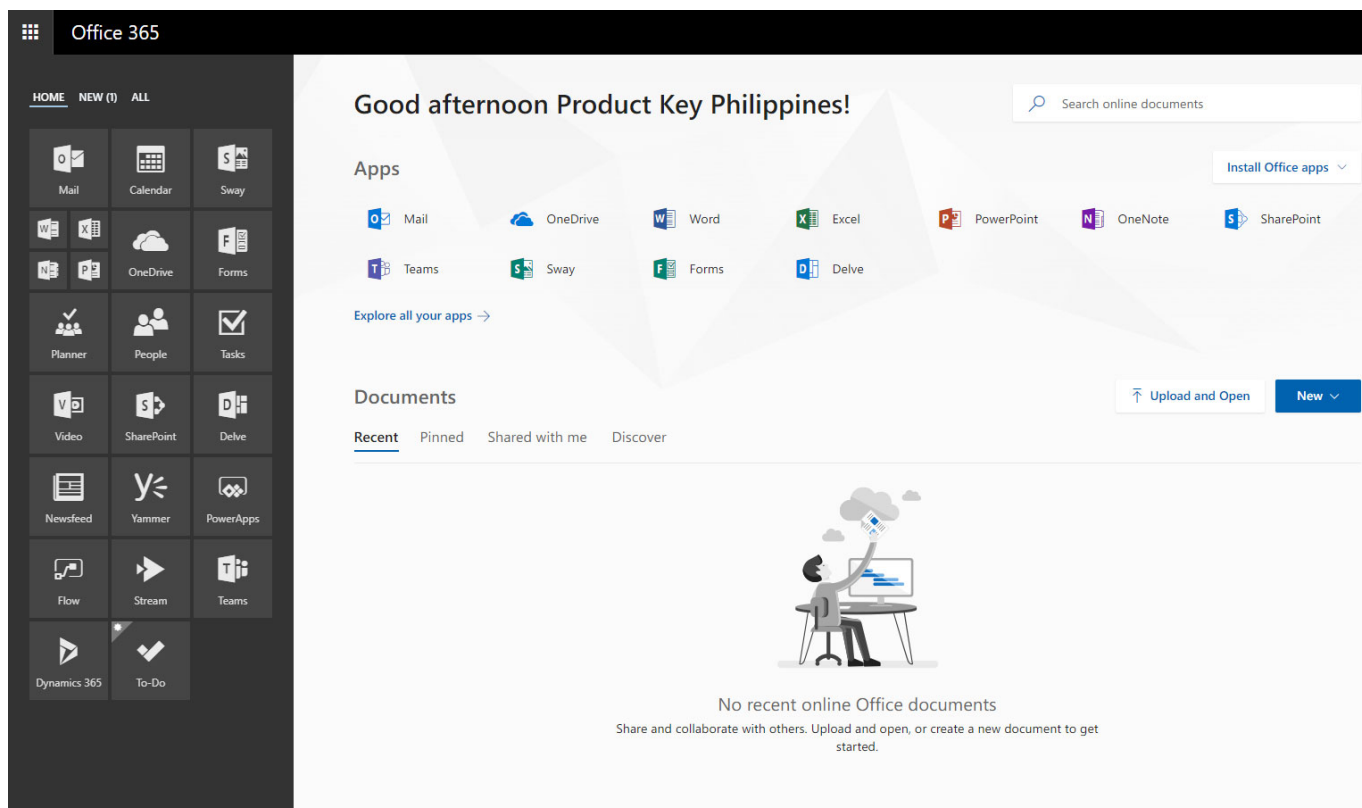 Office 365
HOME NEW (1) ALL
Mail Calendar Sway
W X
OneDrive Forms
N P
Planner People Tasks
Video SharePoint Delve
Newsfeed Yammer PowerApps
Flow Stream Teams
Dynamics 365 To-Do
Good afternoon Product Key Philippines!
Search online documents
Apps
Install Office apps
Mail OneDrive Word Excel PowerPoint OneNote SharePoint
Teams Sway Forms Delve
Explore all your apps →
Documents
Upload and Open New
Recent Pinned Shared with me Discover
No recent online Office documents
Share and collaborate with others. Upload and open, or create a new document to get
started.